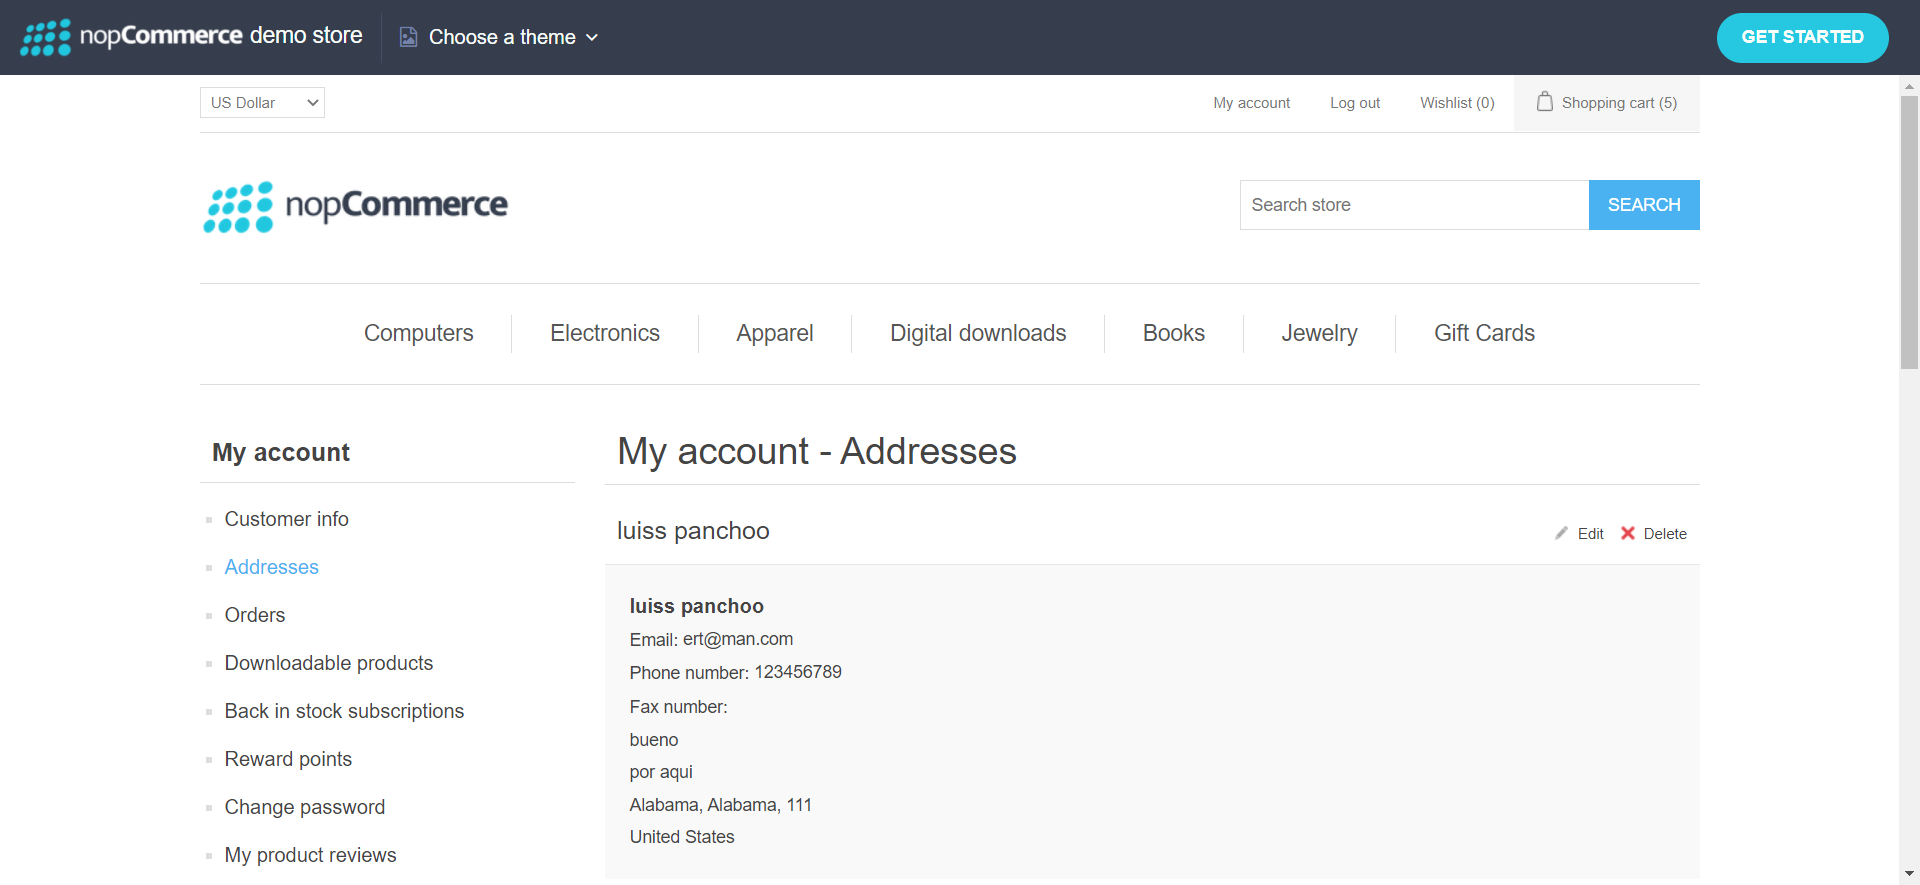 nopCommerce demo store
Choose a theme
GET STARTED
US Dollar
My account
Log out
Wishlist (0)
Shopping cart (5)
nopCommerce
Search store
SEARCH
Computers
Electronics
Apparel
Digital downloads
Books
Jewelry
Gift Cards
My account
Customer info
Addresses
Orders
Downloadable products
Back in stock subscriptions
Reward points
Change password
My product reviews
My account - Addresses
luiss panchoo
Edit
Delete
luiss panchoo
Email: ert@man.com
Phone number: 123456789
Fax number:
bueno
por aqui
Alabama, Alabama, 111
United States